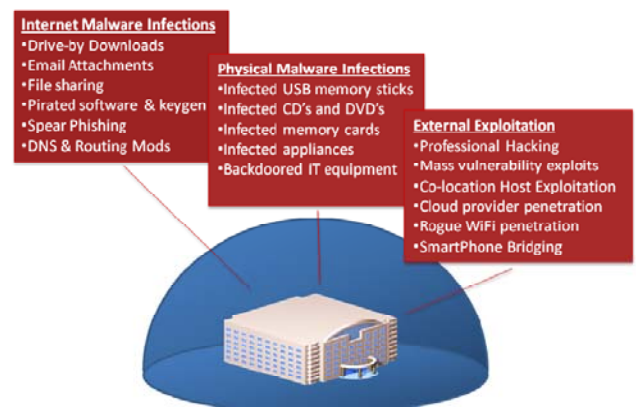 Internet Malware Infections
•Drive-by Downloads
•Email Attachments
•File sharing
•Pirated software & keygen
•Spear Phishing
•DNS & Routing Mods
Physical Malware Infections
•Infected USB memory sticks
•Infected CD's and DVD's
•Infected memory cards
•Infected appliances
•Backdoored IT equipment
External Exploitation
•Professional Hacking
•Mass vulnerability exploits
•Co-location Host Exploitation
•Cloud provider penetration
•Rogue WiFi penetration
•SmartPhone Bridging